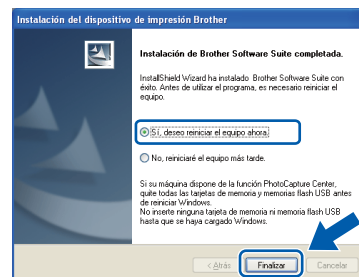 Instalación del dispositivo de impresión Brother
Instalación de Brother Software Suite completada.
InstallShield Wizard ha instalado Brother Software Suite con
éxito. Antes de utilizar el programa, es necesario reiniciar el
equipo.
Sí, deseo reiniciar el equipo ahora.
No, reiniciaré el equipo más tarde.
Si su máquina dispone de la función PhotoCapture Center,
quite todas las tarjetas de memoria y memorias flash USB antes
de reiniciar Windows.
No inserte ninguna tarjeta de memoria ni memoria flash USB
hasta que se haya cargado Windows.
< Atrás
Finalizar
Cancelar